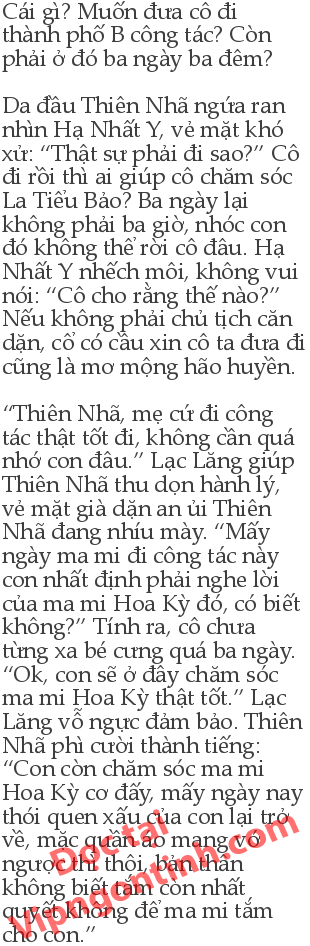 Cái gì? Muốn đưa cô đi
thành phố B công tác? Còn
phải ở đó ba ngày ba đêm?
Da đầu Thiên Nhã ngứa ran
nhìn Hạ Nhất Y, vẻ mặt khó
xử: “Thật sự phải đi sao?” Cô
đi rồi thì ai giúp cô chăm sóc
La Tiểu Bảo? Ba ngày lại
không phải ba giờ, nhóc con
đó không thể rời cô đâu. Hạ
Nhất Y nhếch môi, không vui
nói: “Cô cho rằng thế nào?”
Nếu không phải chủ tịch căn
dặn, cổ có cầu xin cô ta đưa đi
cũng là mơ mộng hão huyền.
“Thiên Nhã, mẹ cứ đi công
tác thật tốt đi, không cần quá
nhớ con đâu.” Lạc Lăng giúp
Thiên Nhã thu dọn hành lý,
vẻ mặt già dặn an ủi Thiên
Nhã đang nhíu mày. “Mấy
ngày ma mi đi công tác này
con nhất định phải nghe lời
của ma mi Hoa Kỳ đó, có biết
không?” Tính ra, cô chưa
từng xa bé cưng quá ba ngày.
“Ok, con sẽ ở đây chăm sóc
ma mi Hoa Kỳ thật tốt.” Lạc
Lăng vỗ ngực đảm bảo. Thiên
Nhã phì cười thành tiếng:
“Con còn chăm sóc ma mi
Hoa Kỳ cơ đấy, mấy ngày nay
thói quen xấu của con lại trở
về, mặc quần áo mang vớ
ngược thì thôi, bản thân
không biết tắm còn nhất
quyết không để ma mi tắm
cho con.”
Đọc tại
Vipngontinh.com